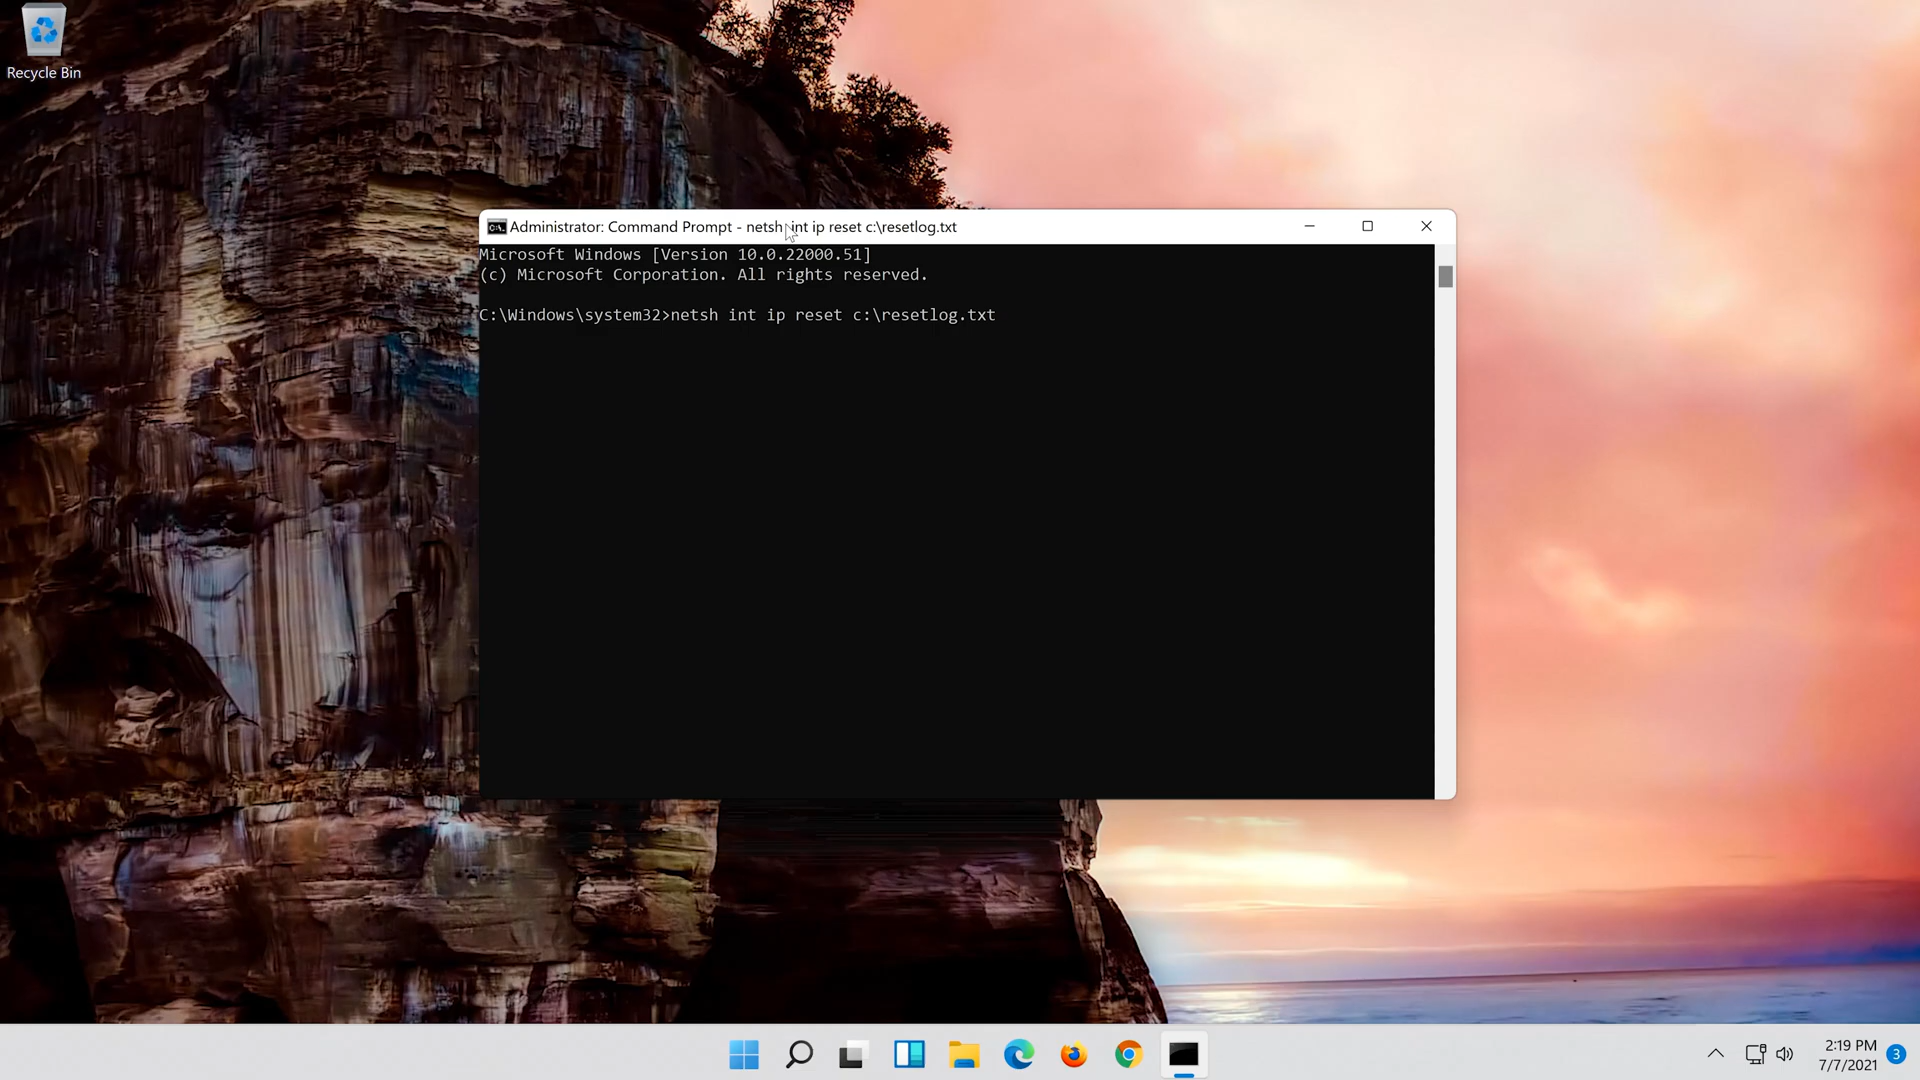 Recycle Bin
Administrator: Command Prompt - netsh int ip reset c:\resetlog.txt
Microsoft Windows [Version 10.0.22000.51]
(c) Microsoft Corporation. All rights reserved.
C:\Windows\system32>netsh int ip reset c:\resetlog.txt
2:19 PM
7/7/2021
3